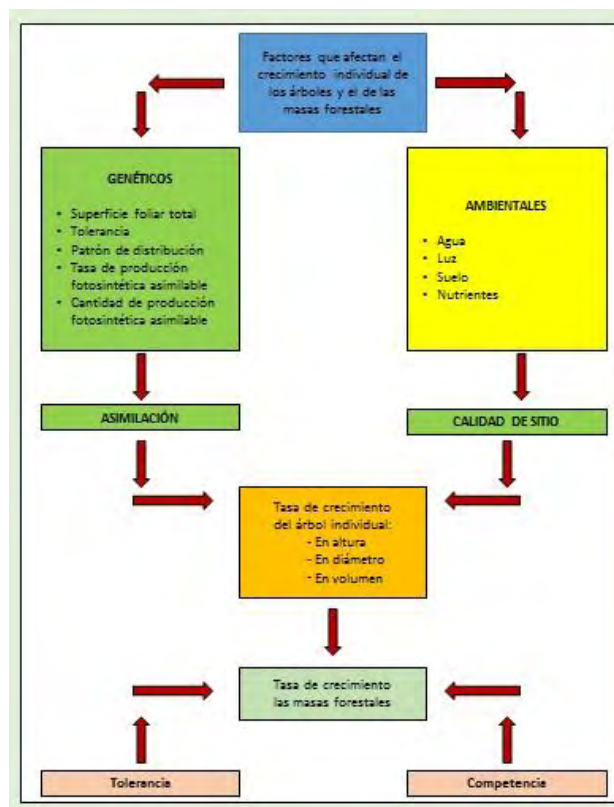 Factores que afectan el
crecimiento individual de
los árboles y el de las
masas forestales
GENÉTICOS
• Superficie foliar total
• Tolerancia
• Patrón de distribución
• Tasa de producción
fotosintética asimilable
• Cantidad de producción
fotosintética asimilable
AMBIENTALES
• Agua
• Luz
• Suelo
• Nutrientes
ASIMILACIÓN
CALIDAD DE SITIO
Tasa de crecimiento
del árbol individual:
- En altura
- En diámetro
- En volumen
Tasa de crecimiento
las masas forestales
Tolerancia
Competencia